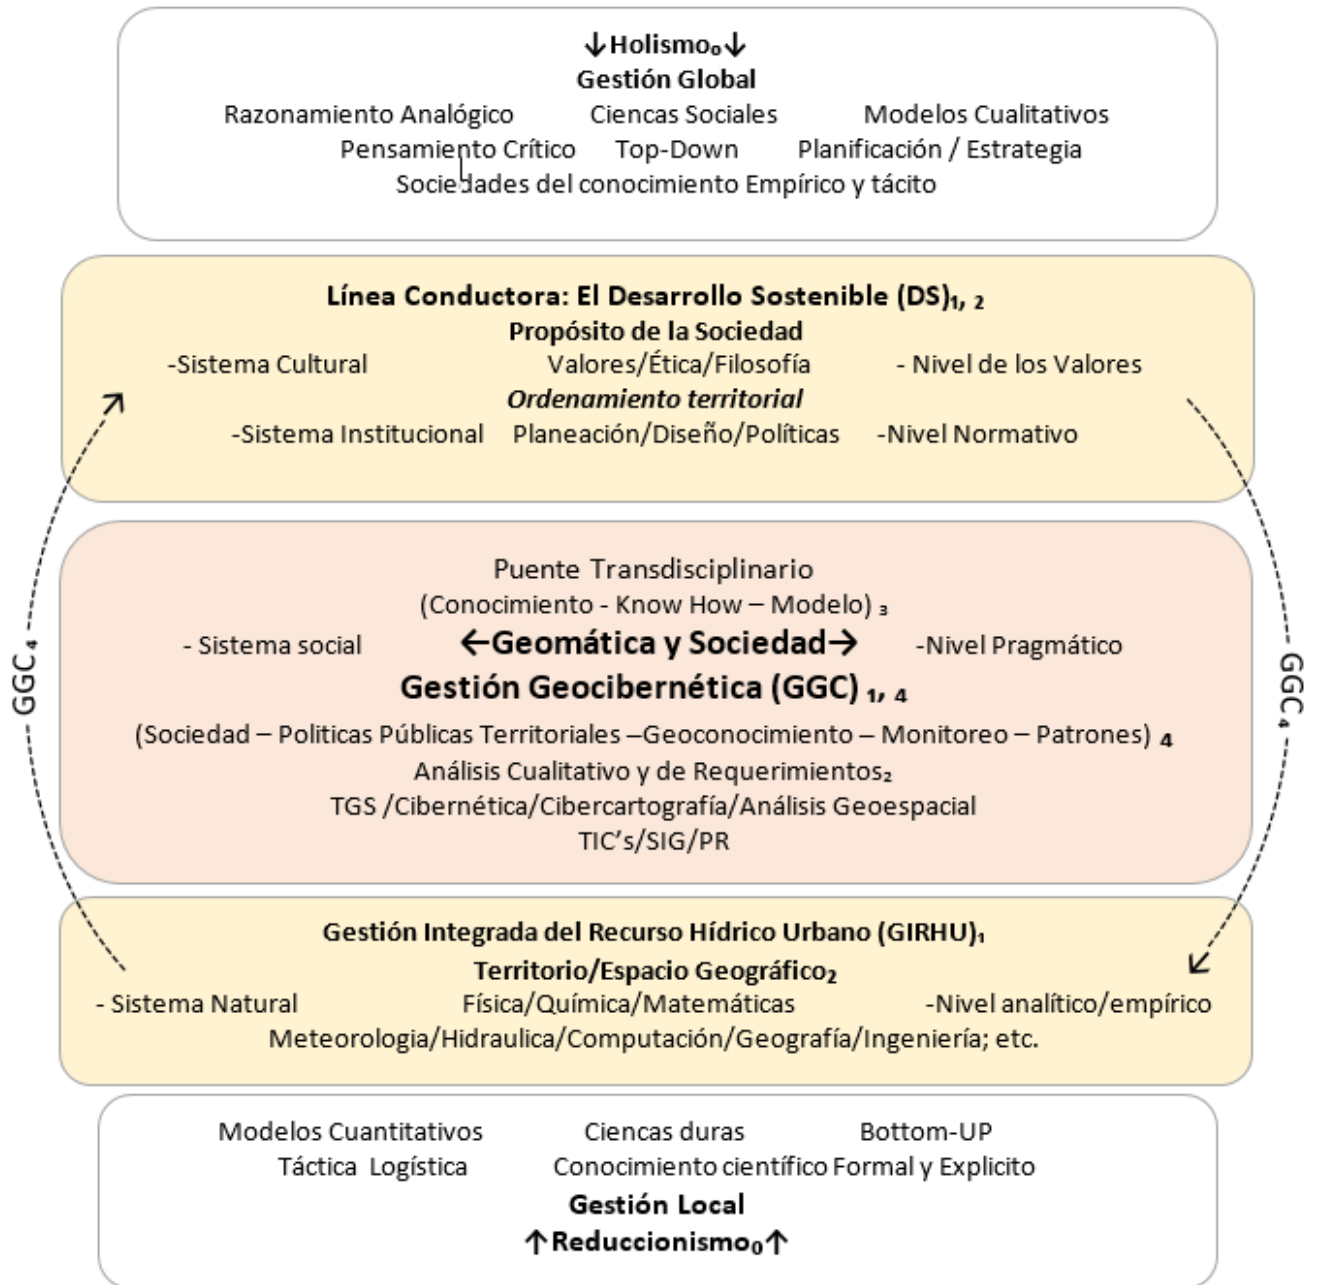 ↓Holismo₀↓
Gestión Global
Razonamiento Analógico Ciencas Sociales Modelos Cualitativos
Pensamiento Crítico Top-Down Planificación / Estrategia
Sociedades del conocimiento Empírico y tácito
Línea Conductora: El Desarrollo Sostenible (DS)₁, ₂
Propósito de la Sociedad
-Sistema Cultural Valores/Ética/Filosofía - Nivel de los Valores
Ordenamiento territorial
-Sistema Institucional Planeación/Diseño/Políticas -Nivel Normativo
Puente Transdisciplinario
(Conocimiento - Know How – Modelo) ₃
- Sistema social ←Geomática y Sociedad→ -Nivel Pragmático
Gestión Geocibernética (GGC) ₁, ₄
(Sociedad – Politicas Públicas Territoriales –Geoconocimiento – Monitoreo – Patrones) ₄
Análisis Cualitativo y de Requerimientos₂
TGS /Cibernética/Cibercartografía/Análisis Geoespacial
TIC's/SIG/PR
GGC₄
GGC₄
Gestión Integrada del Recurso Hídrico Urbano (GIRHU)₁
Territorio/Espacio Geográfico₂
- Sistema Natural Física/Química/Matemáticas -Nivel analítico/empírico
Meteorologia/Hidraulica/Computación/Geografía/Ingeniería; etc.
Modelos Cuantitativos Ciencas duras Bottom-UP
Táctica Logística Conocimiento científico Formal y Explicito
Gestión Local
↑Reduccionismo₀↑